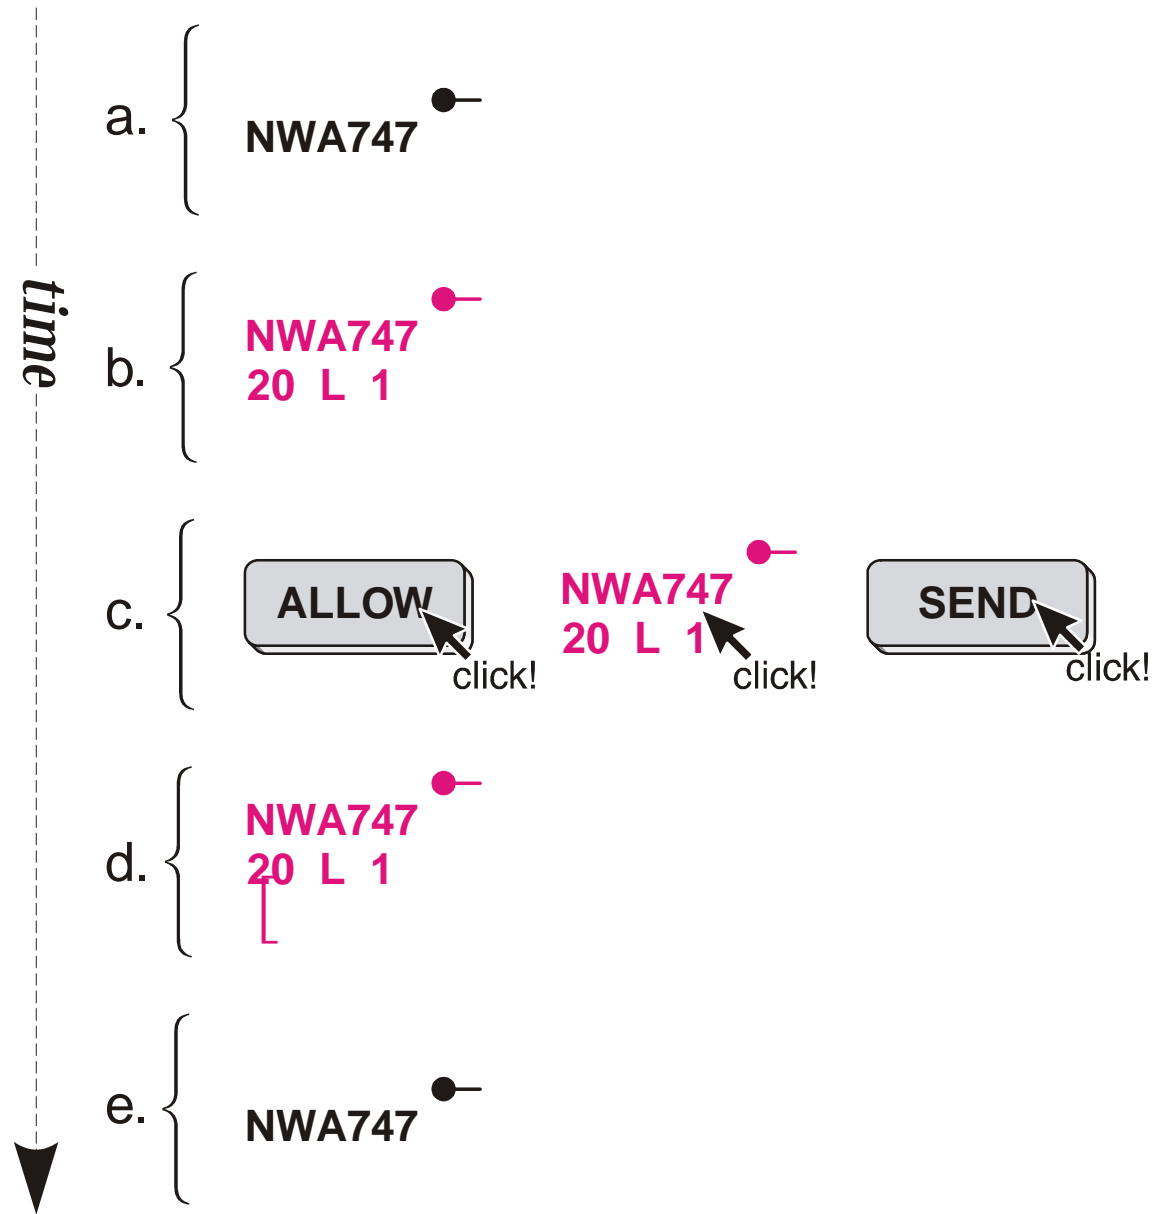 time
a.
NWA747
b.
NWA747
20 L 1
c.
ALLOW
click!
NWA747
20 L 1
click!
SEND
click!
d.
NWA747
20 L 1
e.
NWA747